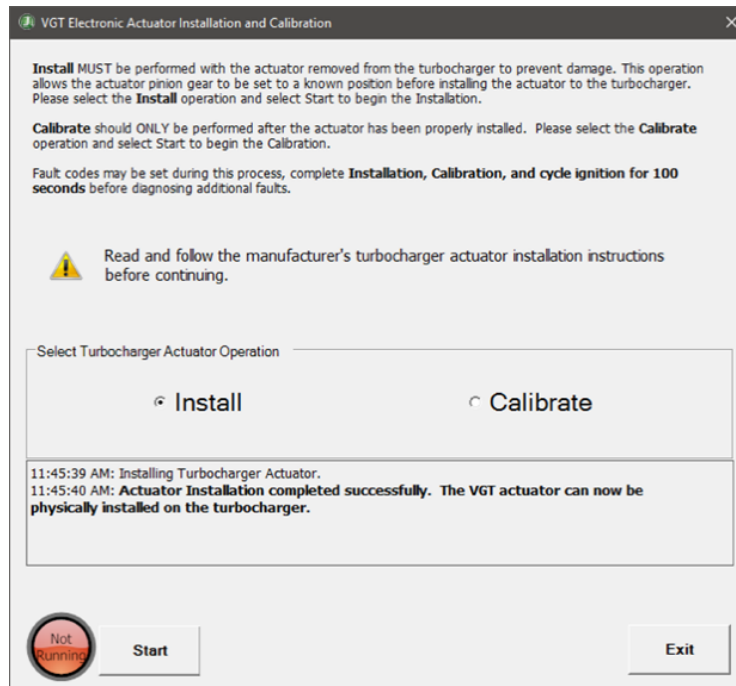 VGT Electronic Actuator Installation and Calibration
Install MUST be performed with the actuator removed from the turbocharger to prevent damage. This operation
allows the actuator pinion gear to be set to a known position before installing the actuator to the turbocharger.
Please select the Install operation and select Start to begin the Installation.
Calibrate should ONLY be performed after the actuator has been properly installed. Please select the Calibrate
operation and select Start to begin the Calibration.
Fault codes may be set during this process, complete Installation, Calibration, and cycle ignition for 100
seconds before diagnosing additional faults.
Read and follow the manufacturer's turbocharger actuator installation instructions
before continuing.
Select Turbocharger Actuator Operation
Install
Calibrate
11:45:39 AM: Installing Turbocharger Actuator.
11:45:40 AM: Actuator Installation completed successfully. The VGT actuator can now be
physically installed on the turbocharger.
Not
Running
Start
Exit